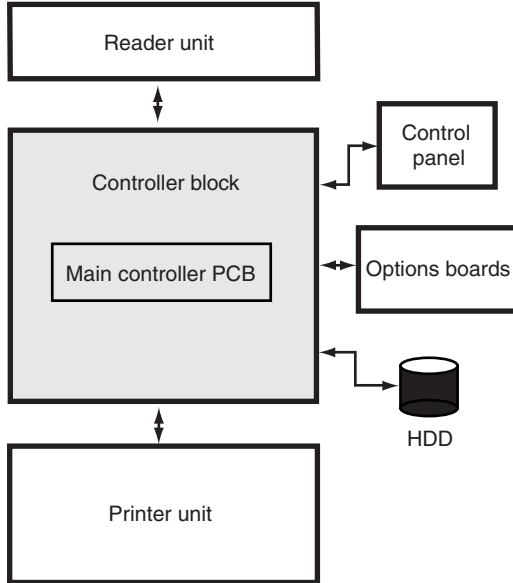 Reader unit
Control
panel
Controller block
Main controller PCB
Options boards
HDD
Printer unit